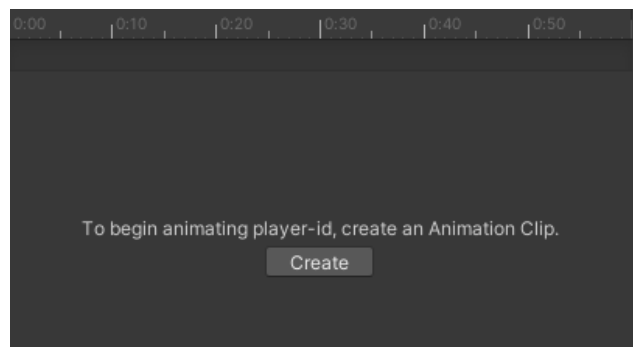 0:00 0:10 0:20 0:30 0:40 0:50
To begin animating player-id, create an Animation Clip.
Create